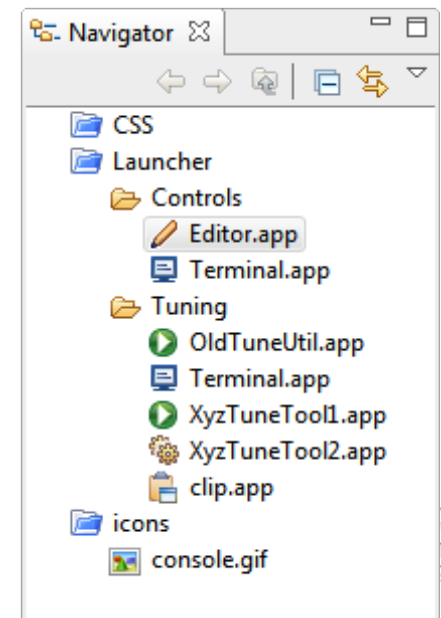 Navigator
CSS
Launcher
Controls
Editor.app
Terminal.app
Tuning
OldTuneUtil.app
Terminal.app
XyzTuneTool1.app
XyzTuneTool2.app
clip.app
icons
console.gif